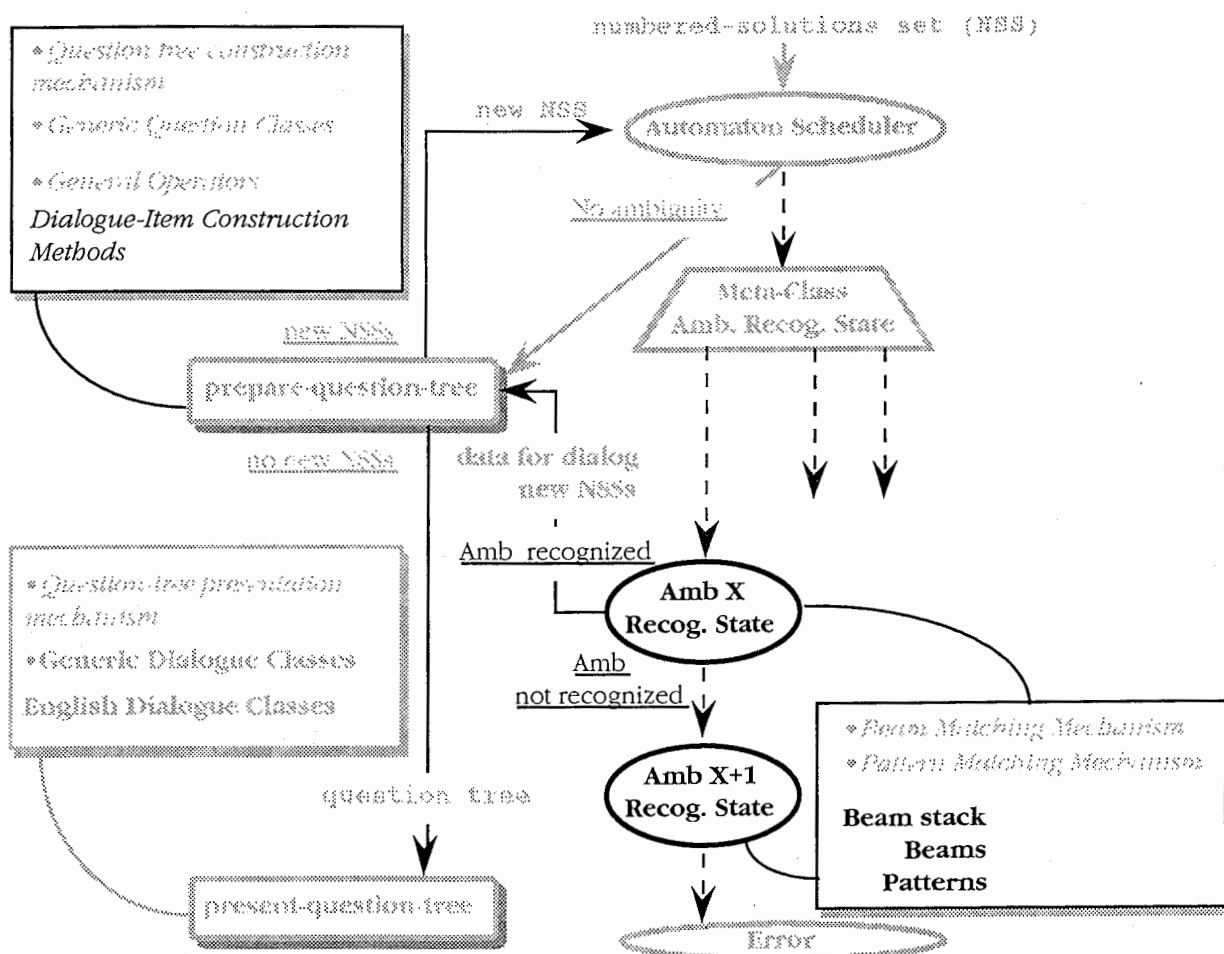 numbered-solutions set (NSS)
• Question tree construction
mechanism
• Generic Question Classes
• General Operators
Dialogue-Item Construction
Methods
new NSS
Automaton Scheduler
No ambiguity
Meta-Class
Amb. Recog. State
new NSSs
prepare-question-tree
no new NSSs
data for dialog
new NSSs
Amb recognized
Amb X
Recog. State
Amb
not recognized
• Question-tree presentation
mechanism
• Generic Dialogue Classes
English Dialogue Classes
• Beam Matching Mechanism
• Pattern Matching Mechanism
Beam stack
Beams
Patterns
Amb X+1
Recog. State
question tree
present-question-tree
Error